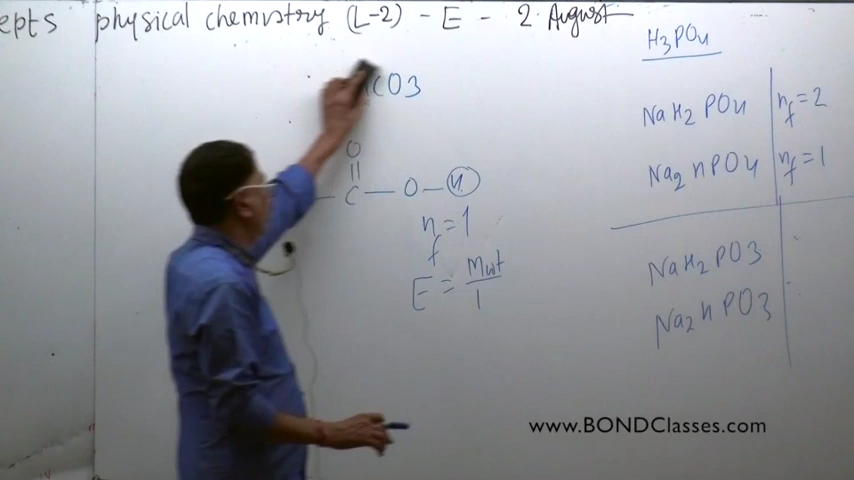 epts physical chemistry (L-2) - E - 2 August
CO3
O
C — O — H
n f = 1
E = Mwt / 1
H3PO4
NaH2PO4 nf = 2
Na2HPO4 nf = 1
NaH2PO3
Na2HPO3
www.BONDClasses.com